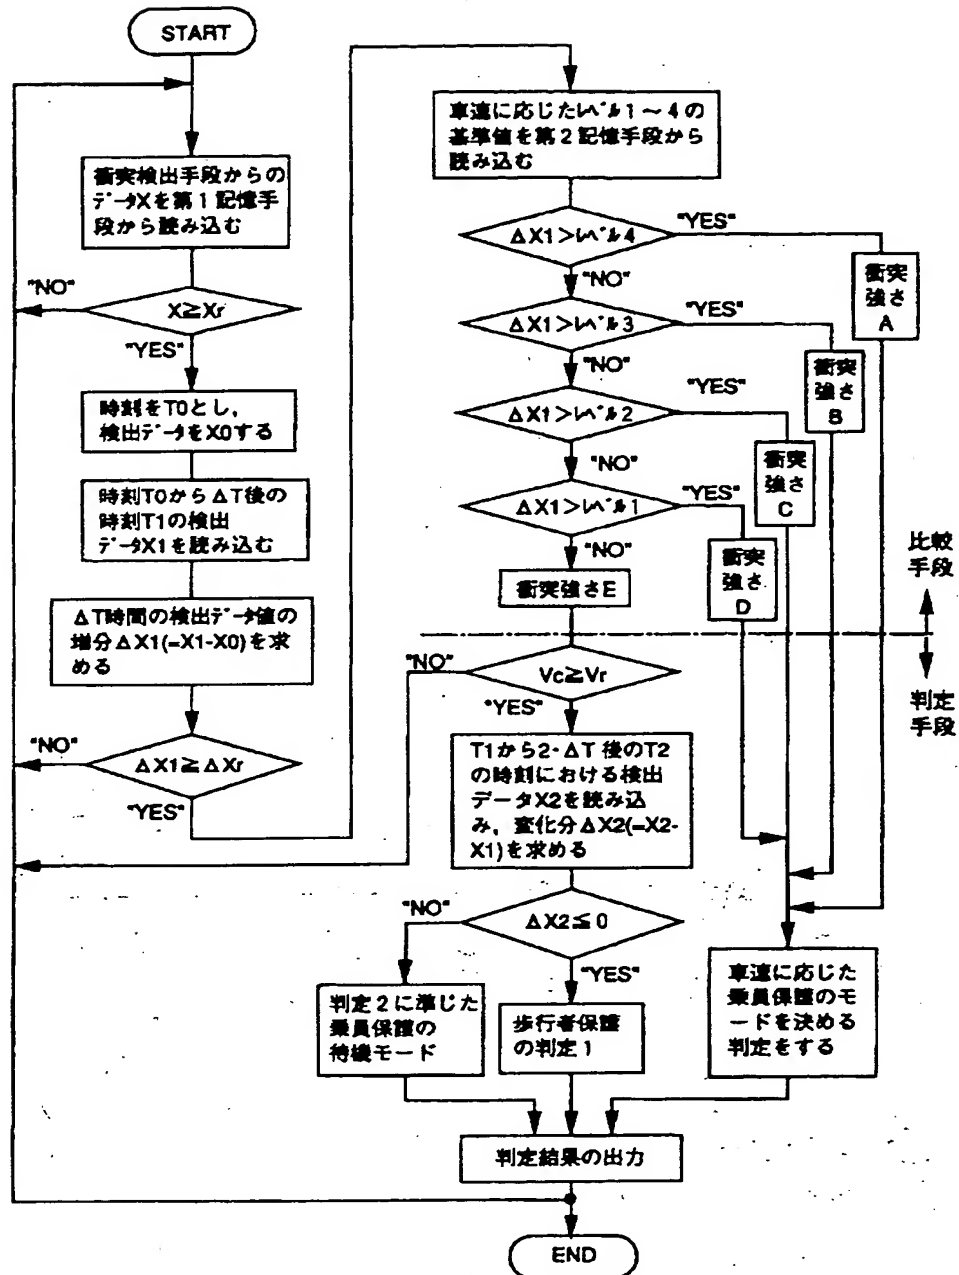 START
衝突検出手段からの
データXを第1記憶手
段から読み込む
"NO"
X≧Xr
"YES"
時刻をT0とし,
検出データをX0する
時刻T0からΔT後の
時刻T1の検出
データX1を読み込む
ΔT時間の検出データ値の
増分ΔX1(=X1-X0)を求
める
"NO"
ΔX1≧ΔXr
"YES"
車速に応じたレベル1～4の
基準値を第2記憶手段から
読み込む
ΔX1>レベル4
"YES"
衝突
強さ
A
"NO"
ΔX1>レベル3
"YES"
衝突
強さ
B
"NO"
ΔX1>レベル2
"YES"
衝突
強さ
C
"NO"
ΔX1>レベル1
"YES"
衝突
強さ
D
"NO"
衝突強さE
比較
手段
判定
手段
"NO"
Vc≧Vr
"YES"
T1から2・ΔT後のT2
の時刻における検出
データX2を読み込
み，変化分ΔX2(=X2-
X1)を求める
"NO"
ΔX2≦0
"YES"
判定2に準じた
乗員保護の
待機モード
歩行者保護
の判定1
車速に応じた
乗員保護のモ
ードを決める
判定をする
判定結果の出力
END